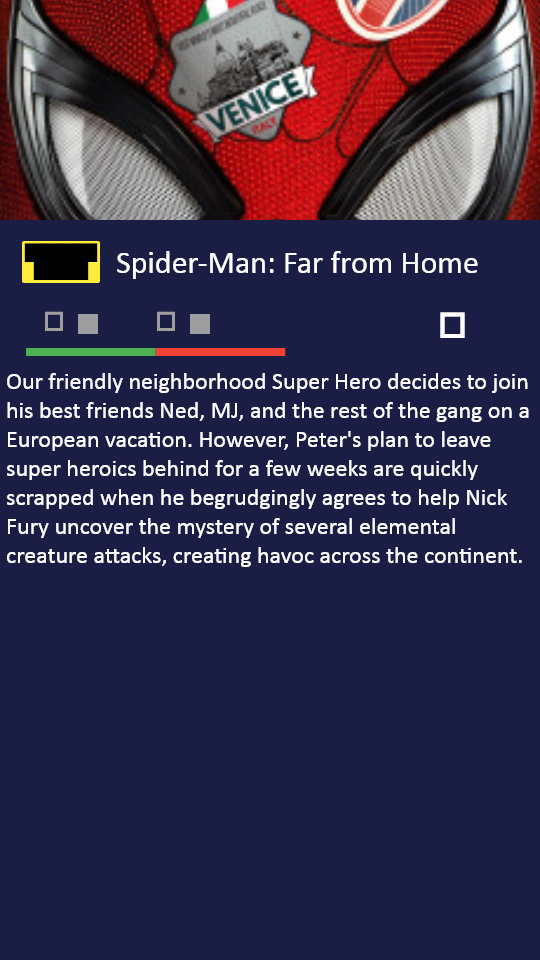 VENICE
ITALY
Spider-Man: Far from Home
Our friendly neighborhood Super Hero decides to join
his best friends Ned, MJ, and the rest of the gang on a
European vacation. However, Peter's plan to leave
super heroics behind for a few weeks are quickly
scrapped when he begrudgingly agrees to help Nick
Fury uncover the mystery of several elemental
creature attacks, creating havoc across the continent.